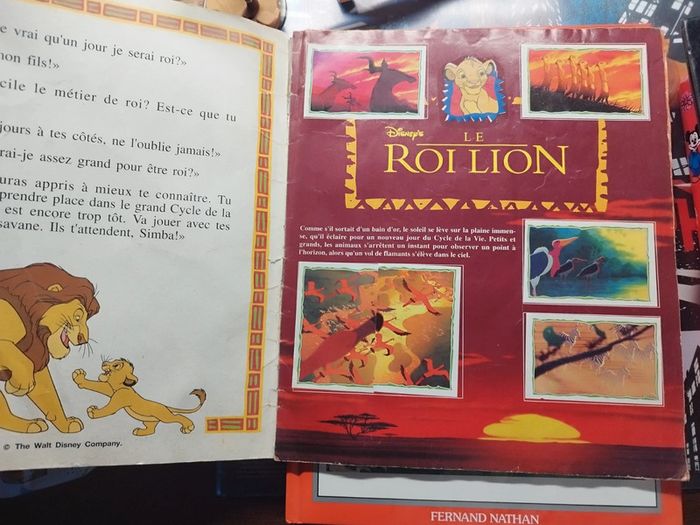 e vrai qu'un jour je serai roi?»
mon fils!»
cile le métier de roi? Est-ce que tu
jours à tes côtés, ne l'oublie jamais!»
rai-je assez grand pour être roi?»
uras appris à mieux te connaître. Tu
prendre place dans le grand Cycle de la
est encore trop tôt. Va jouer avec tes
savane. Ils t'attendent, Simba!»
© The Walt Disney Company.
Disney's
LE
ROI LION
Comme s'il sortait d'un bain d'or, le soleil se lève sur la plaine immen-
se, qu'il éclaire pour un nouveau jour du Cycle de la Vie. Petits et
grands, les animaux s'arrêtent un instant pour observer un point à
l'horizon, alors qu'un vol de flamants s'élève dans le ciel.
FERNAND NATHAN